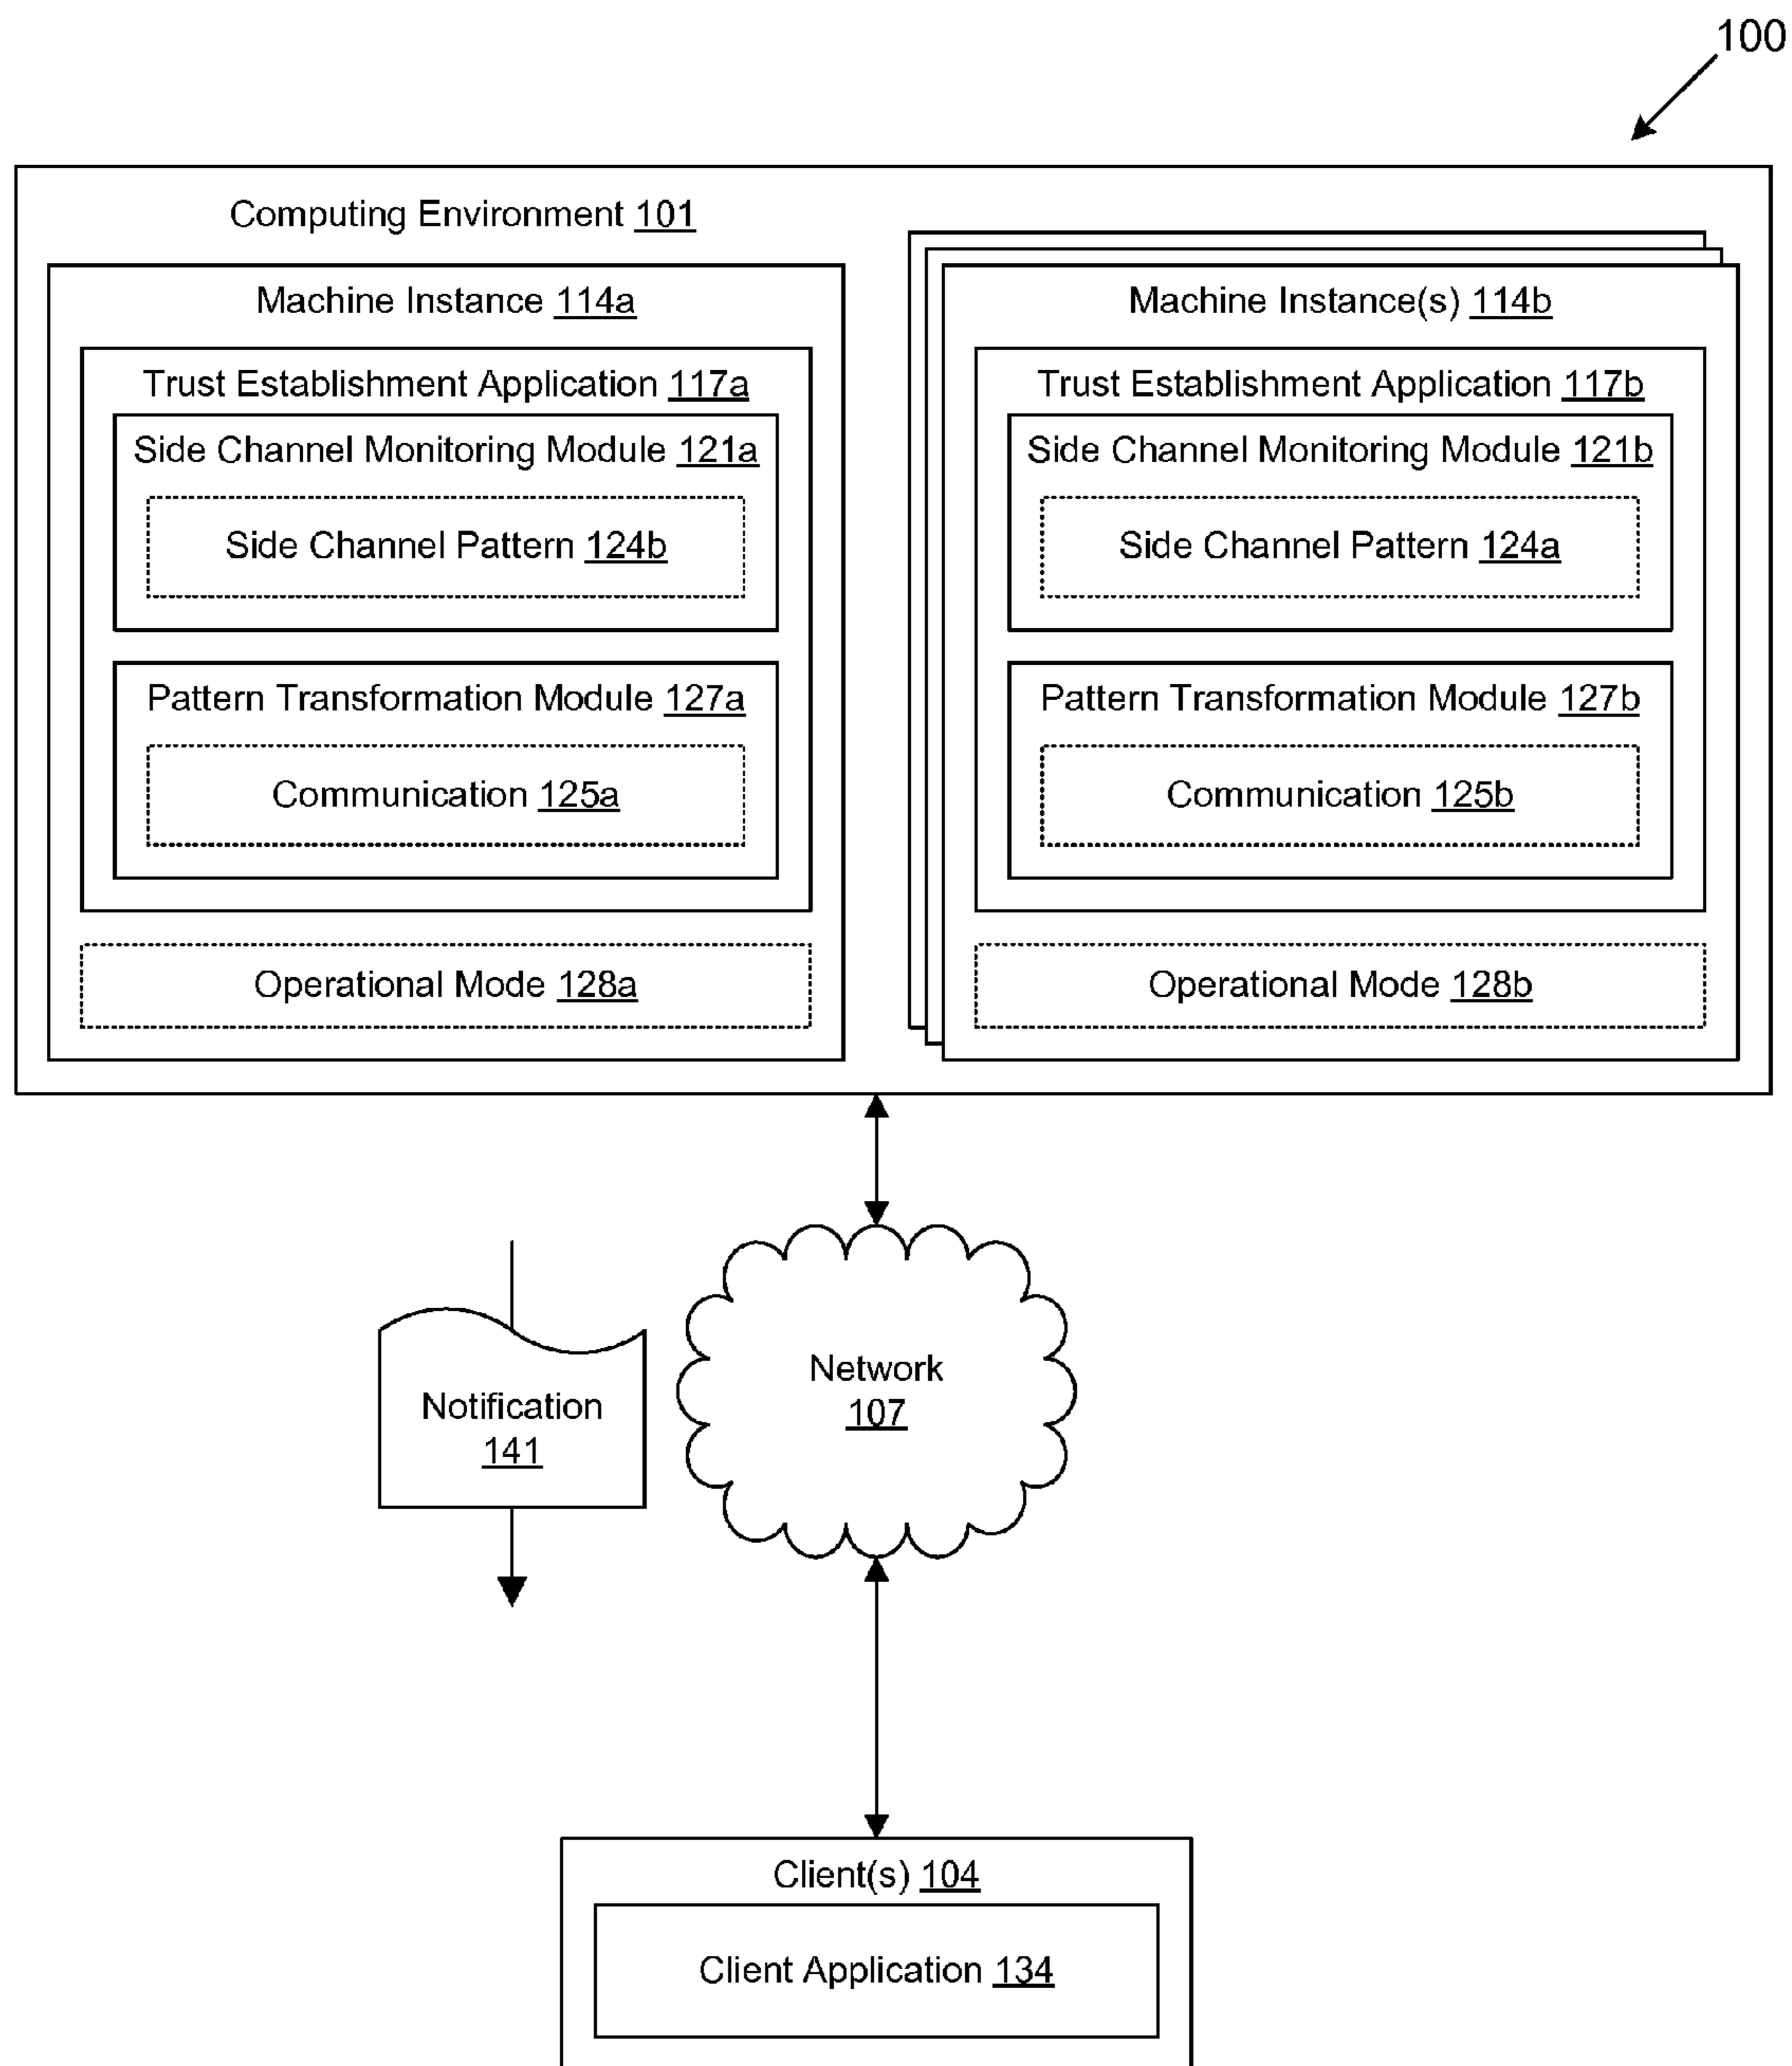 100
Computing Environment 101
Machine Instance 114a
Trust Establishment Application 117a
Side Channel Monitoring Module 121a
Side Channel Pattern 124b
Pattern Transformation Module 127a
Communication 125a
Operational Mode 128a
Machine Instance(s) 114b
Trust Establishment Application 117b
Side Channel Monitoring Module 121b
Side Channel Pattern 124a
Pattern Transformation Module 127b
Communication 125b
Operational Mode 128b
Notification
141
Network
107
Client(s) 104
Client Application 134